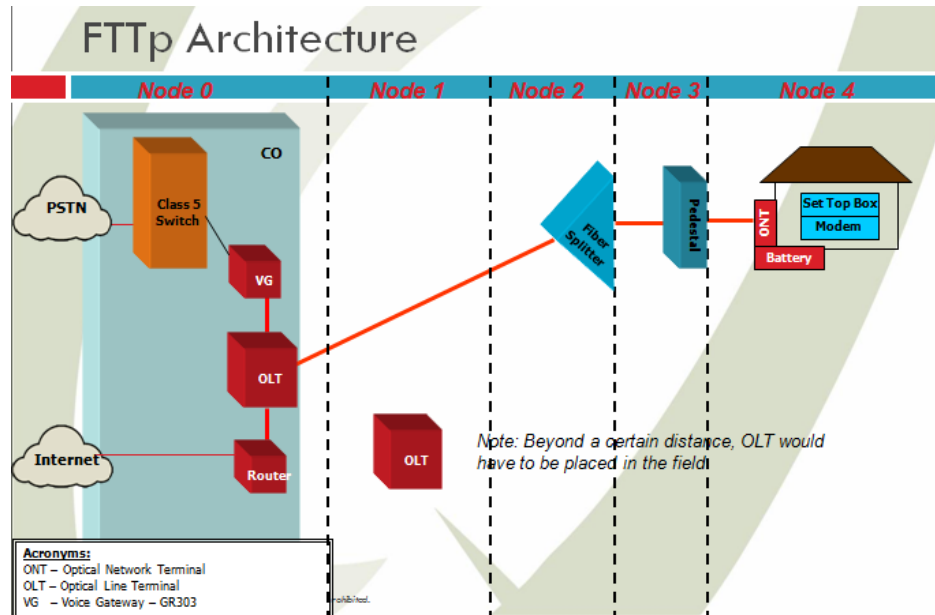 FTTp Architecture
Node 0
Node 1
Node 2
Node 3
Node 4
CO
PSTN
Class 5
Switch
VG
OLT
Internet
Router
OLT
Fiber
Splitter
Pedestal
ONT
Set Top Box
Modem
Battery
Note: Beyond a certain distance, OLT would
have to be placed in the field.
Acronyms:
ONT – Optical Network Terminal
OLT – Optical Line Terminal
VG – Voice Gateway – GR303